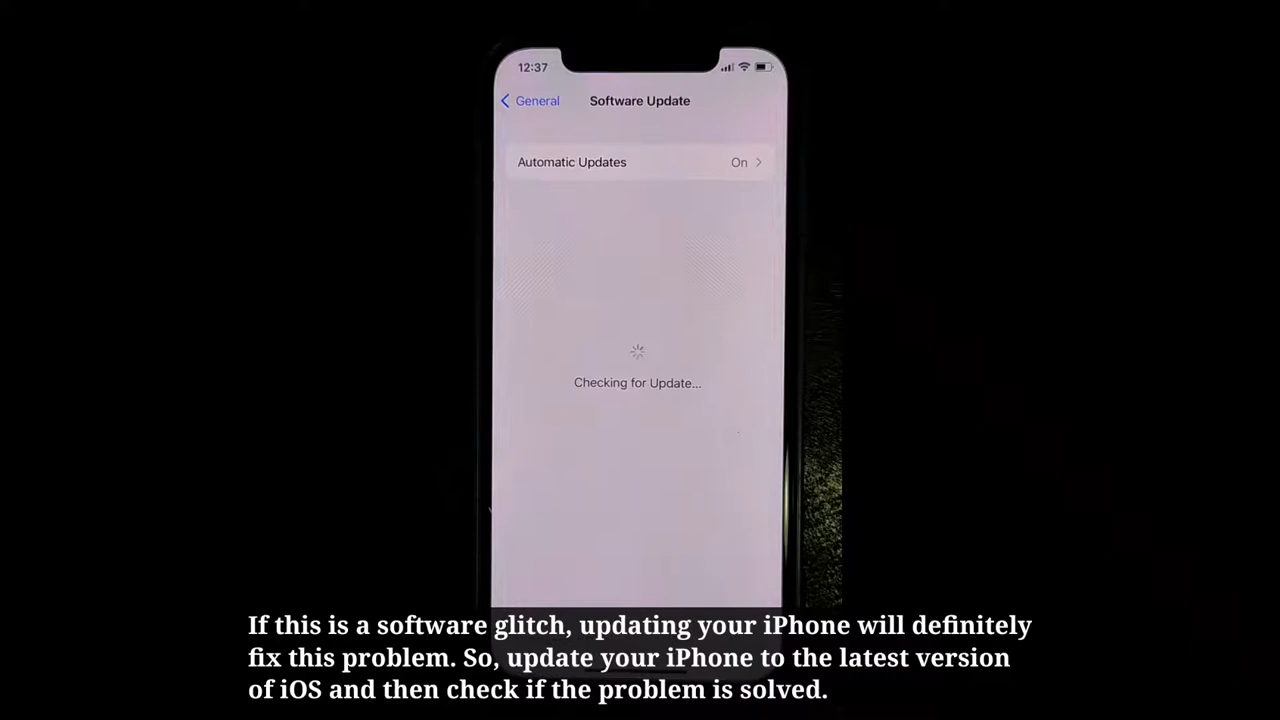 12:37
General
Software Update
Automatic Updates
On
Checking for Update...
If this is a software glitch, updating your iPhone will definitely
fix this problem. So, update your iPhone to the latest version
of iOS and then check if the problem is solved.